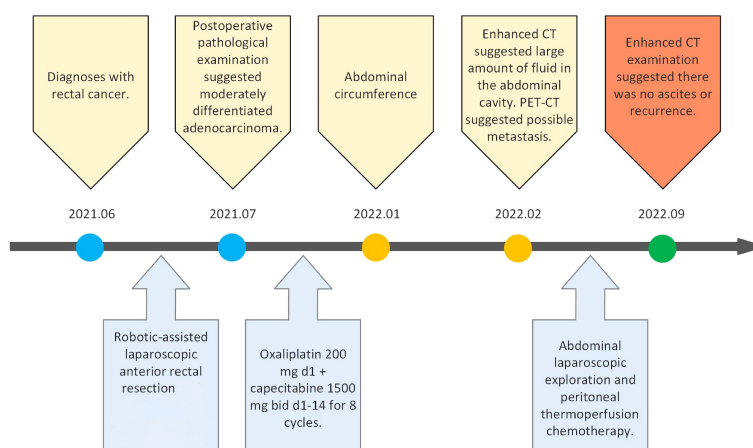 Diagnoses with rectal
cancer.
Postoperative
pathological
examination
suggested
moderately
differentiated
adenocarcinoma.
Abdominal
circumference
Enhanced CT
suggested large
amount of fluid in
the abdominal
cavity. PET-CT
suggested possible
metastasis.
Enhanced CT
examination
suggested there
was no ascites or
recurrence.
2021.06
2021.07
2022.01
2022.02
2022.09
Robotic-assisted
laparoscopic
anterior rectal
resection
Oxaliplatin 200
mg d1 +
capecitabine 1500
mg bid d1-14 for 8
cycles.
Abdominal
laparoscopic
exploration and
peritoneal
thermoperfusion
chemotherapy.